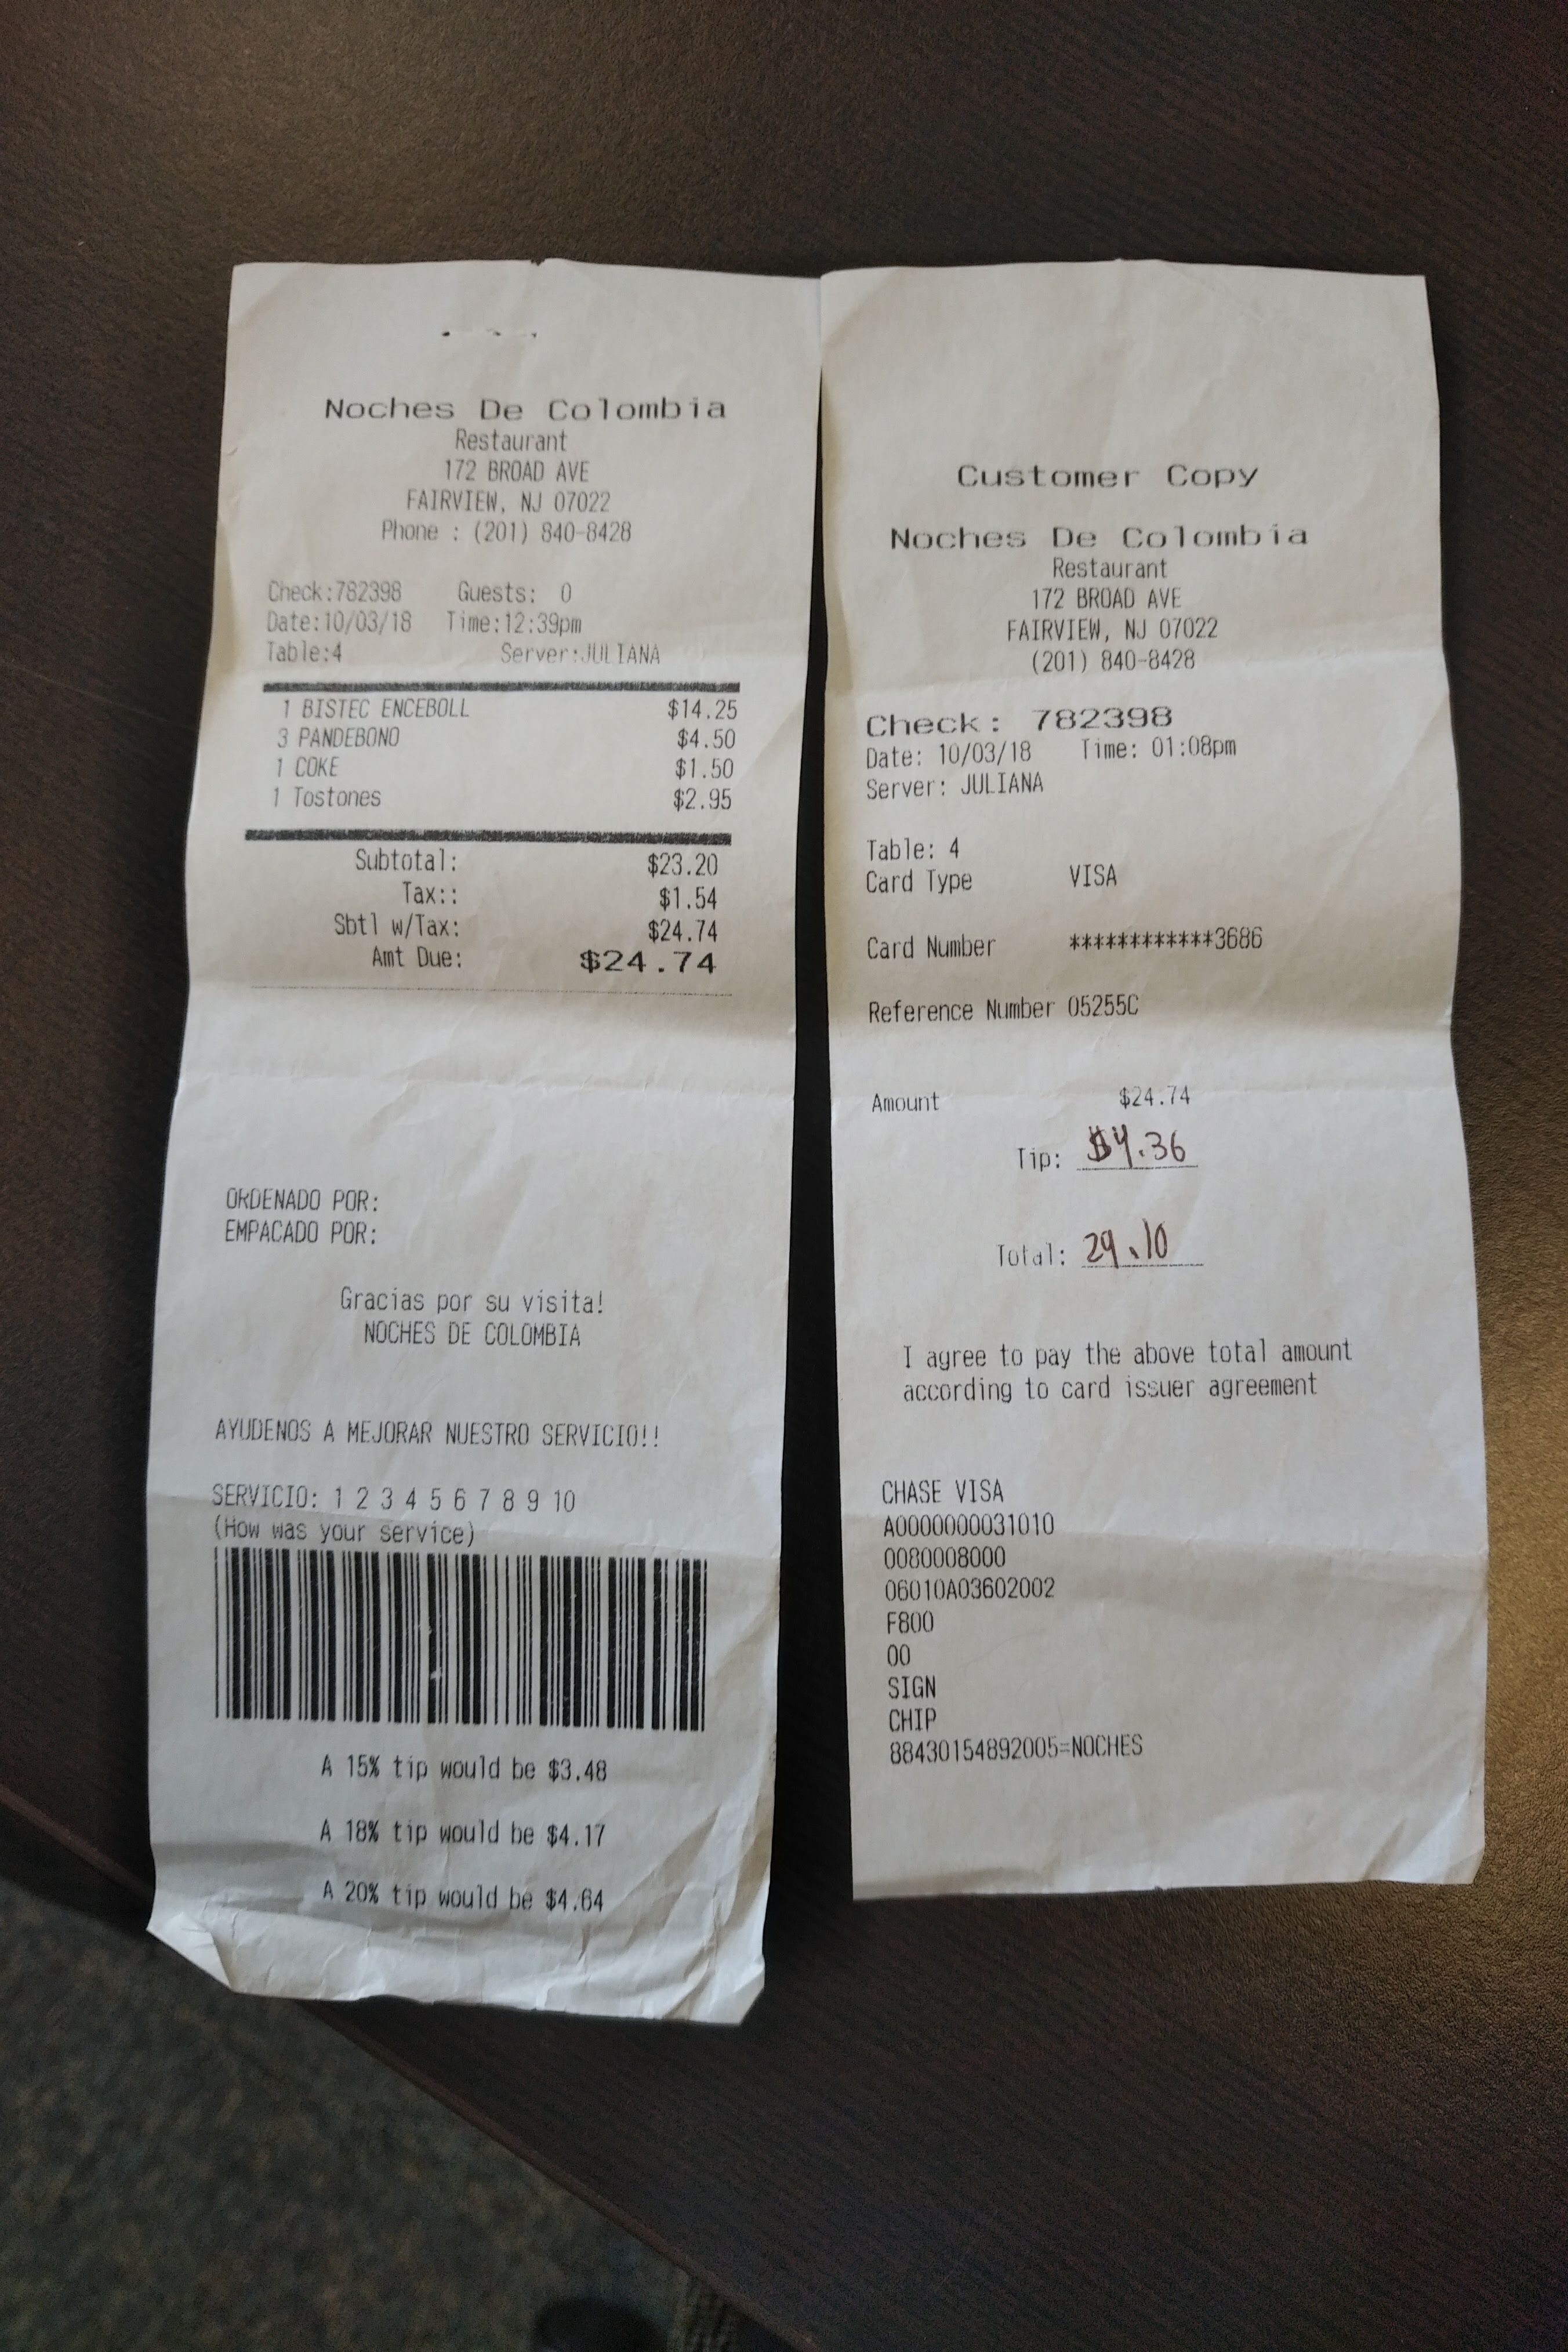 Noches De Colombia
Restaurant
172 BROAD AVE
FAIRVIEW, NJ 07022
Phone : (201) 840-8428
Check:782398 Guests: 0
Date:10/03/18 Time:12:39pm
Table:4 Server:JULIANA
1 BISTEC ENCEBOLL $14.25
3 PANDEBONO $4.50
1 COKE $1.50
1 Tostones $2.95
Subtotal: $23.20
Tax:: $1.54
Sbtl w/Tax: $24.74
Amt Due: $24.74
ORDENADO POR:
EMPACADO POR:
Gracias por su visita!
NOCHES DE COLOMBIA
AYUDENOS A MEJORAR NUESTRO SERVICIO!!
SERVICIO: 1 2 3 4 5 6 7 8 9 10
(How was your service)
A 15% tip would be $3.48
A 18% tip would be $4.17
A 20% tip would be $4.64
Customer Copy
Noches De Colombia
Restaurant
172 BROAD AVE
FAIRVIEW, NJ 07022
(201) 840-8428
Check: 782398
Date: 10/03/18 Time: 01:08pm
Server: JULIANA
Table: 4
Card Type VISA
Card Number ************3686
Reference Number 05255C
Amount $24.74
Tip: $4.36
Total: 29.10
I agree to pay the above total amount
according to card issuer agreement
CHASE VISA
A0000000031010
0080008000
06010A03602002
F800
00
SIGN
CHIP
88430154892005=NOCHES